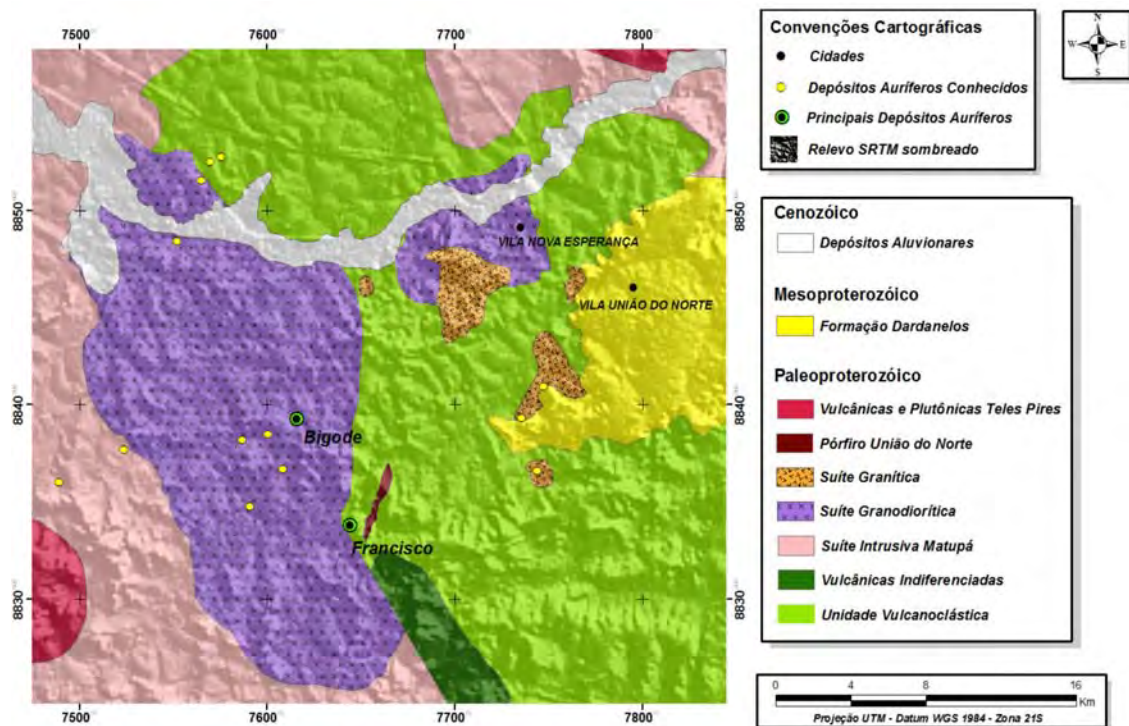 7500 7600 7700 7800
8850
8840
8830
8850
8840
8830
7500 7600 7700 7800
VILA NOVA ESPERANÇA
VILA UNIÃO DO NORTE
Bigode
Francisco
Convenções Cartográficas
Cidades
Depósitos Auríferos Conhecidos
Principais Depósitos Auríferos
Relevo SRTM sombreado
N
W E
S
Cenozóico
Depósitos Aluvionares
Mesoproterozóico
Formação Dardanelos
Paleoproterozóico
Vulcânicas e Plutônicas Teles Pires
Pórfiro União do Norte
Suíte Granítica
Suíte Granodiorítica
Suíte Intrusiva Matupá
Vulcânicas Indiferenciadas
Unidade Vulcanoclástica
0 4 8 16
Km
Projeção UTM - Datum WGS 1984 - Zona 21S